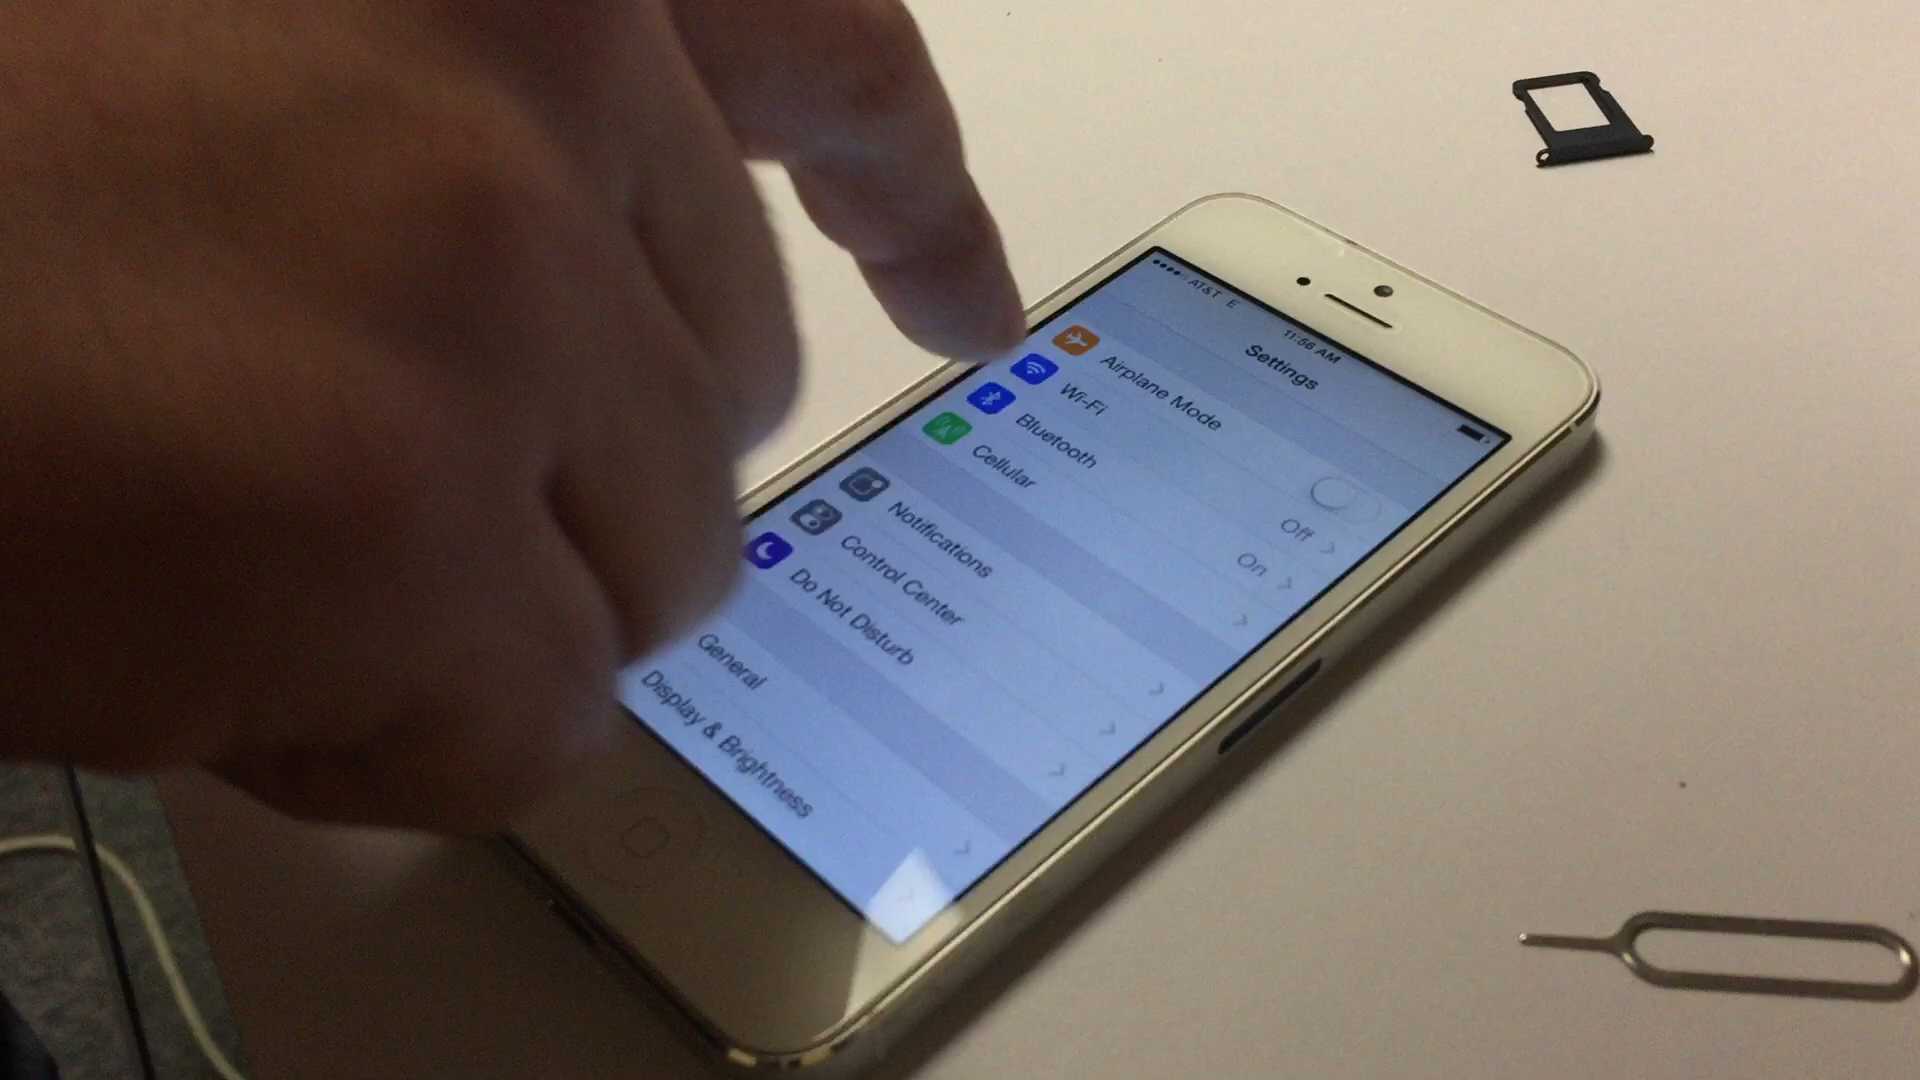 AT&T E 11:56 AM
Settings
Airplane Mode
Wi-Fi Off
Bluetooth On
Cellular
Notifications
Control Center
Do Not Disturb
General
Display & Brightness